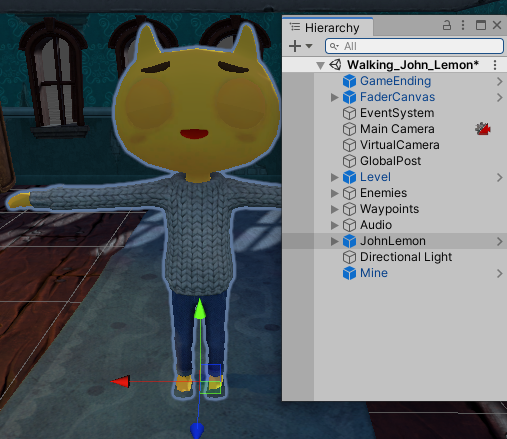 Hierarchy
All
Walking_John_Lemon*
GameEnding
FaderCanvas
EventSystem
Main Camera
VirtualCamera
GlobalPost
Level
Enemies
Waypoints
Audio
JohnLemon
Directional Light
Mine